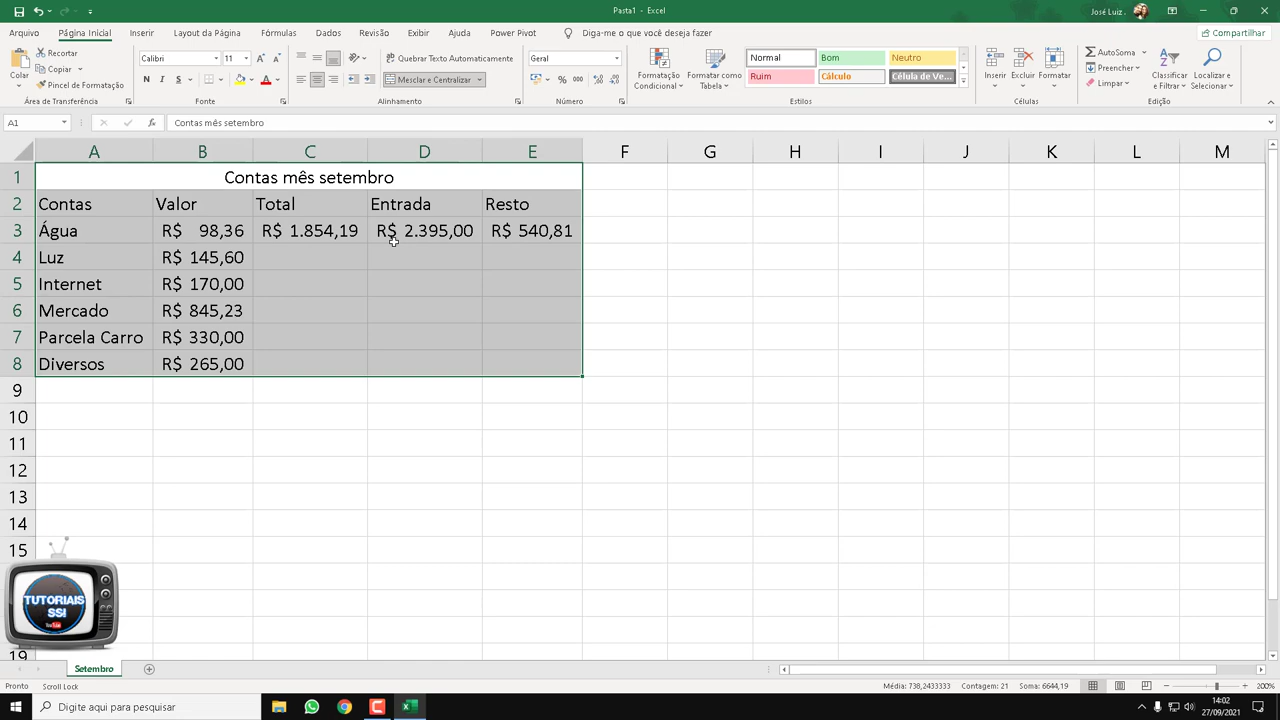 Pasta1 - Excel
José Luiz .
Arquivo Página Inicial Inserir Layout da Página Fórmulas Dados Revisão Exibir Ajuda Power Pivot Diga-me o que você deseja fazer Compartilhar
Colar
Recortar
Copiar
Pincel de Formatação
Calibri 11
N I S
Quebrar Texto Automaticamente
Mesclar e Centralizar
Geral
Formatação Condicional
Formatar como Tabela
Normal Bom Neutro
Ruim Cálculo Célula de Ve...
Inserir Excluir Formatar
AutoSoma
Preencher
Limpar
Classificar e Filtrar
Localizar e Selecionar
Área de Transferência Fonte Alinhamento Número Estilos Células Edição
A1 Contas mês setembro
A B C D E F G H I J K L M
1 Contas mês setembro
2 Contas Valor Total Entrada Resto
3 Água R$ 98,36 R$ 1.854,19 R$ 2.395,00 R$ 540,81
4 Luz R$ 145,60
5 Internet R$ 170,00
6 Mercado R$ 845,23
7 Parcela Carro R$ 330,00
8 Diversos R$ 265,00
9
10
11
12
13
14
15
19
TUTORIAIS
SSI
YouTube
Setembro
Pronto Scroll Lock Média: 738,2433333 Contagem: 21 Soma: 6644,19 200%
Digite aqui para pesquisar
14:02
27/09/2021